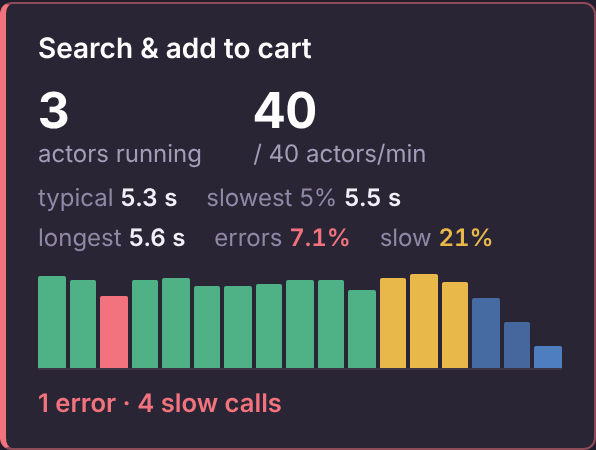 Search & add to cart
3 40
actors running / 40 actors/min
typical 5.3 s slowest 5% 5.5 s
longest 5.6 s errors 7.1% slow 21%
1 error · 4 slow calls